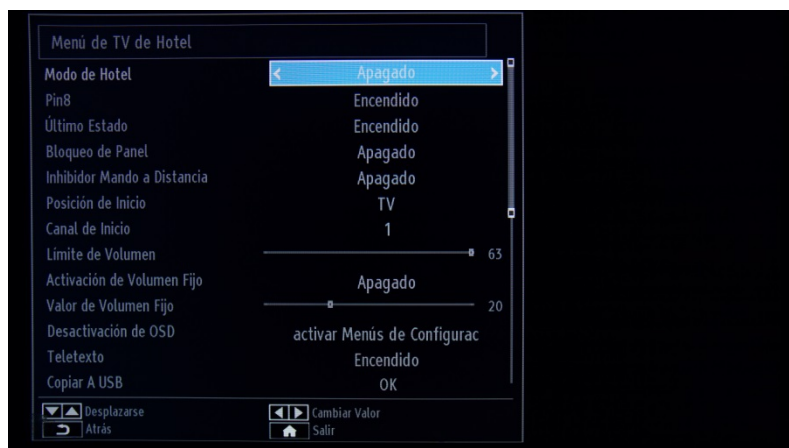 Menú de TV de Hotel
Modo de Hotel Apagado
Pin8 Encendido
Último Estado Encendido
Bloqueo de Panel Apagado
Inhibidor Mando a Distancia Apagado
Posición de Inicio TV
Canal de Inicio 1
Límite de Volumen 63
Activación de Volumen Fijo Apagado
Valor de Volumen Fijo 20
Desactivación de OSD activar Menús de Configurac
Teletexto Encendido
Copiar A USB OK
Desplazarse Cambiar Valor
Atrás Salir